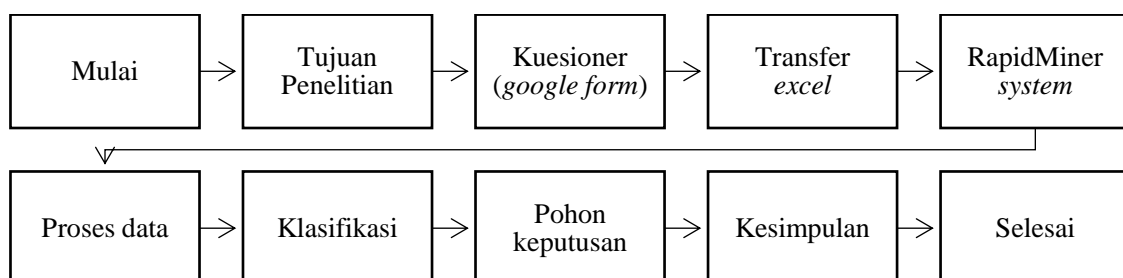 Mulai
Tujuan
Penelitian
Kuesioner
(google form)
Transfer
excel
RapidMiner
system
Proses data
Klasifikasi
Pohon
keputusan
Kesimpulan
Selesai